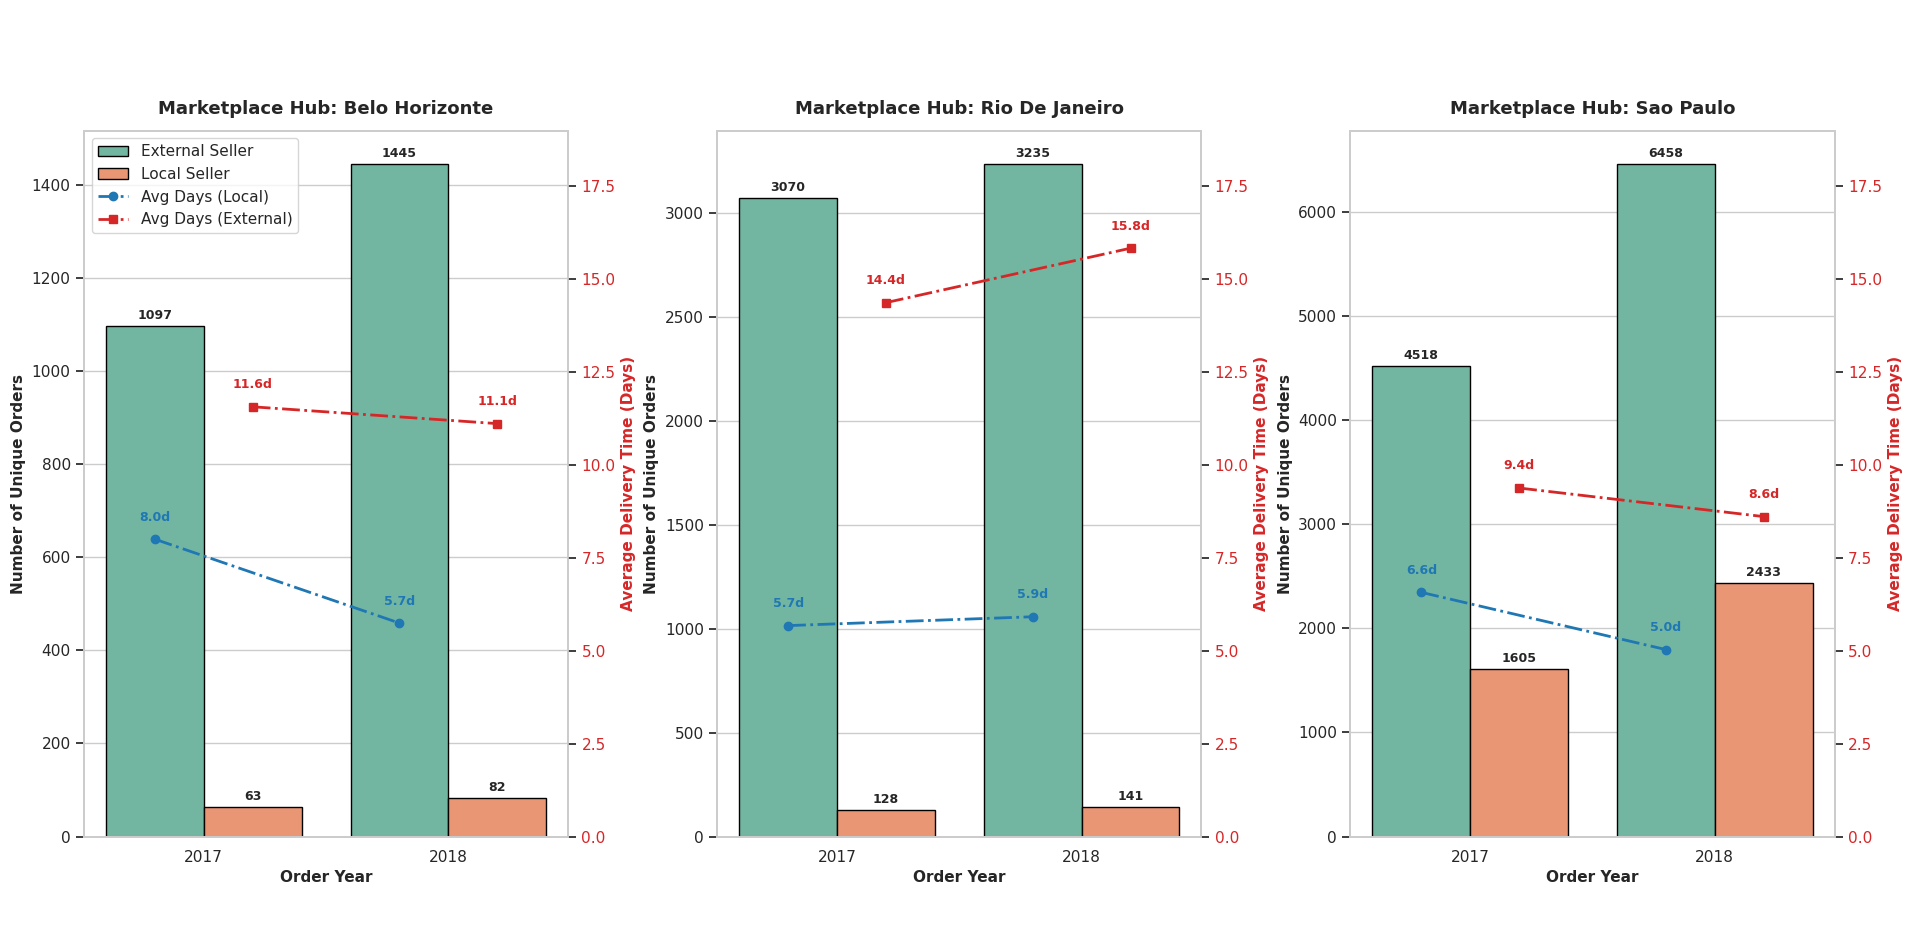 Marketplace Hub: Belo Horizonte
External Seller
Local Seller
Avg Days (Local)
Avg Days (External)
1445
1097
11.6d
11.1d
8.0d
5.7d
63
82
1400
1200
1000
800
600
400
200
0
Number of Unique Orders
17.5
15.0
12.5
10.0
7.5
5.0
2.5
0.0
Average Delivery Time (Days)
2017
2018
Order Year
Marketplace Hub: Rio De Janeiro
3070
3235
14.4d
15.8d
5.7d
5.9d
128
141
3000
2500
2000
1500
1000
500
0
Number of Unique Orders
17.5
15.0
12.5
10.0
7.5
5.0
2.5
0.0
Average Delivery Time (Days)
2017
2018
Order Year
Marketplace Hub: Sao Paulo
6458
4518
9.4d
8.6d
6.6d
5.0d
1605
2433
6000
5000
4000
3000
2000
1000
0
Number of Unique Orders
17.5
15.0
12.5
10.0
7.5
5.0
2.5
0.0
Average Delivery Time (Days)
2017
2018
Order Year